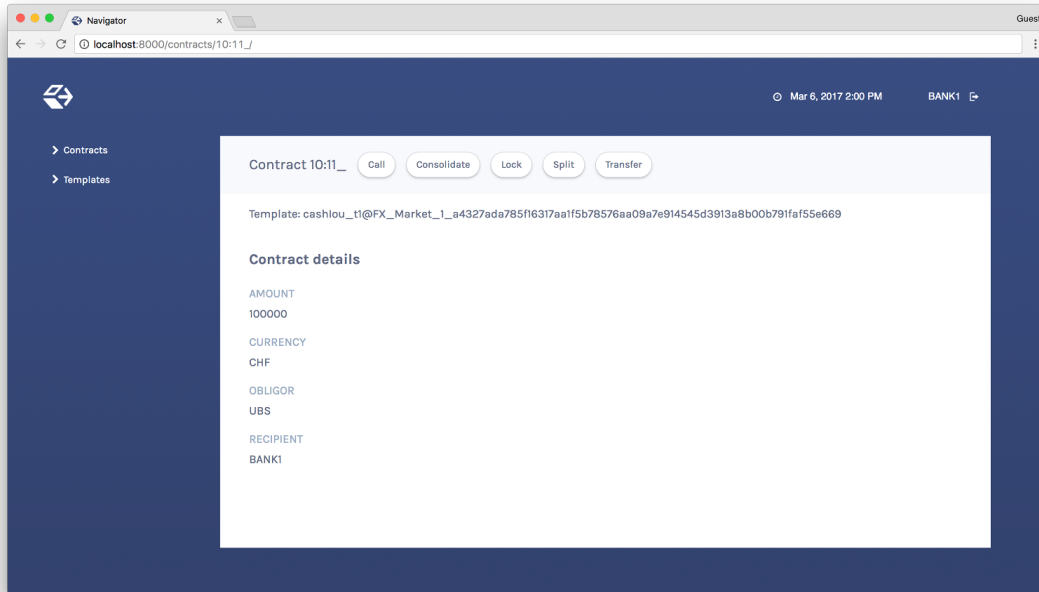 Navigator
Guest
localhost:8000/contracts/10:11_/
Mar 6, 2017 2:00 PM BANK1
Contracts
Templates
Contract 10:11_ Call Consolidate Lock Split Transfer
Template: cashIou_t1@FX_Market_1_a4327ada785f16317aa1f5b78576aa09a7e914545d3913a8b00b791faf55e669
Contract details
AMOUNT
100000
CURRENCY
CHF
OBLIGOR
UBS
RECIPIENT
BANK1